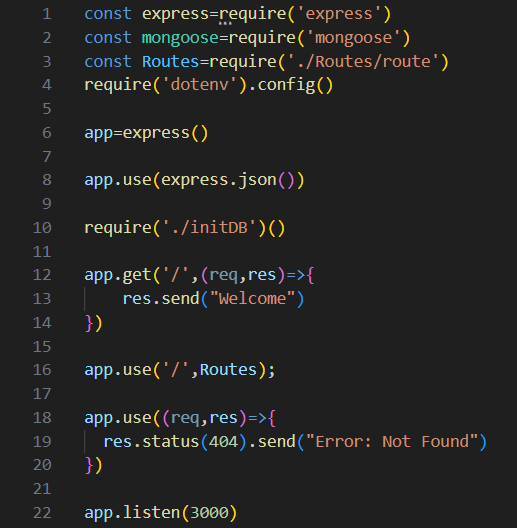 1 const express=require('express')
2 const mongoose=require('mongoose')
3 const Routes=require('./Routes/route')
4 require('dotenv').config()
5
6 app=express()
7
8 app.use(express.json())
9
10 require('./initDB')()
11
12 app.get('/',(req,res)=>{
13     res.send("Welcome")
14 })
15
16 app.use('/',Routes);
17
18 app.use((req,res)=>{
19   res.status(404).send("Error: Not Found")
20 })
21
22 app.listen(3000)